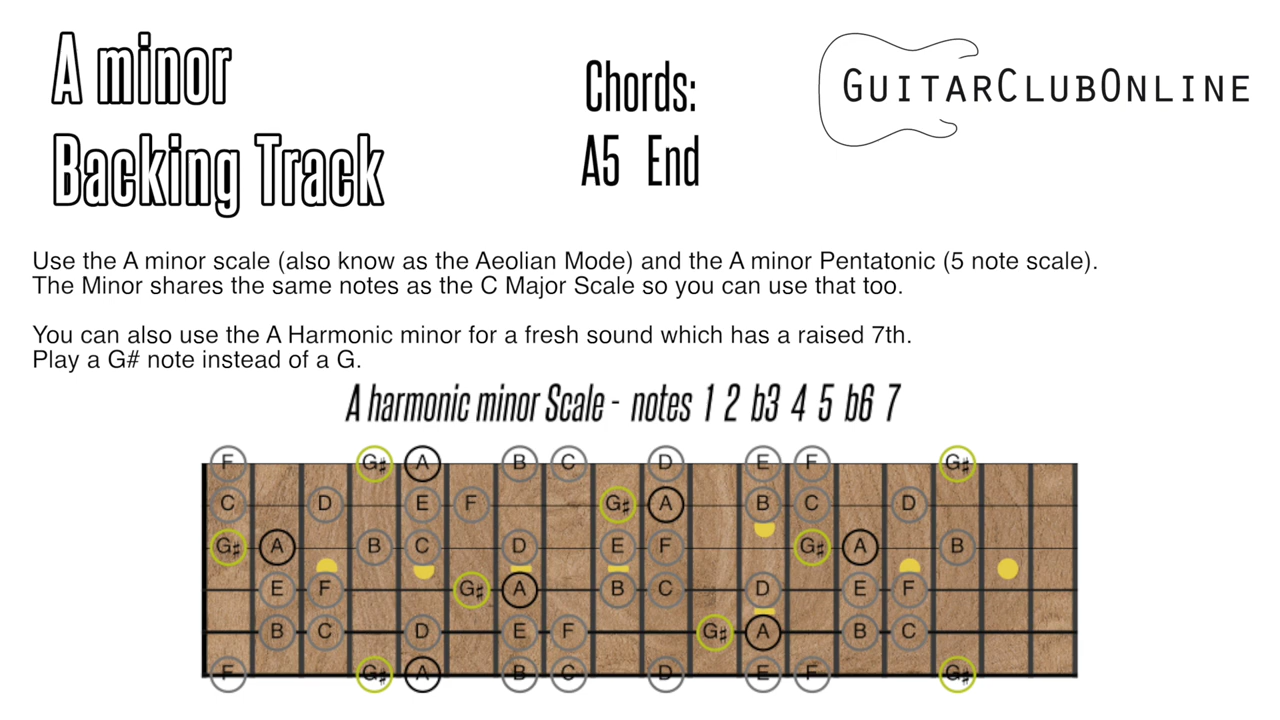 A minor
Backing Track
Chords:
A5 End
GUITARCLUBONLINE
Use the A minor scale (also know as the Aeolian Mode) and the A minor Pentatonic (5 note scale).
The Minor shares the same notes as the C Major Scale so you can use that too.
You can also use the A Harmonic minor for a fresh sound which has a raised 7th.
Play a G# note instead of a G.
A harmonic minor Scale - notes 1 2 b3 4 5 b6 7
F G♯ A B C D E F G♯
C D E F G♯ A B C D
G♯ A B C D E F G♯ A B
E F G♯ A B C D E F
B C D E F G♯ A B C
F G♯ A B C D E F G♯